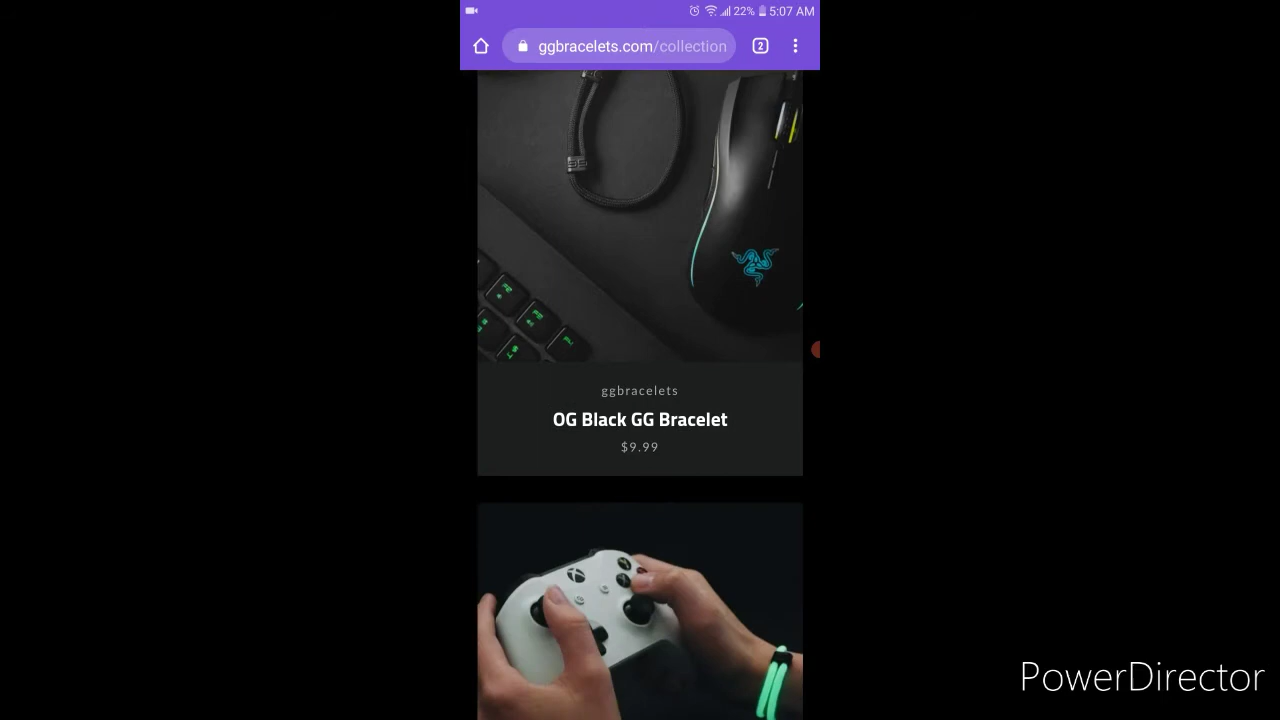 22% 5:07 AM
ggbracelets.com/collection 2
ggbracelets
OG Black GG Bracelet
$9.99
PowerDirector